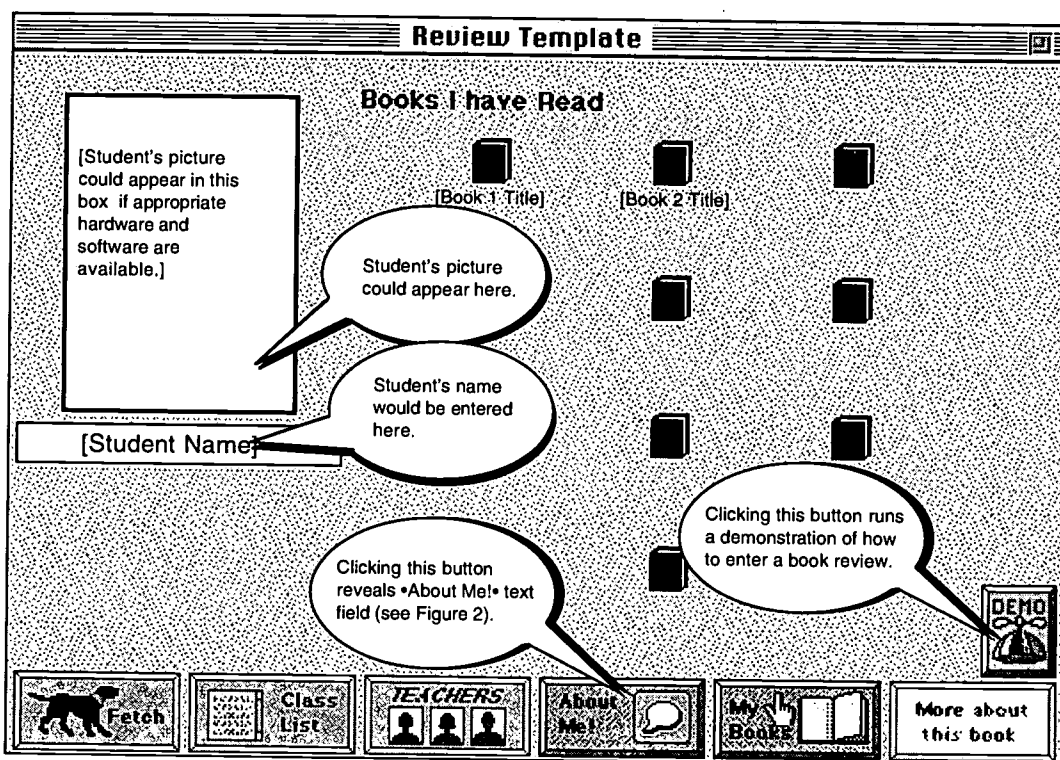 Review Template
Books I have Read
[Student's picture
could appear in this
box if appropriate
hardware and
software are
available.]
[Book 1 Title]
[Book 2 Title]
Student's picture
could appear here.
Student's name
would be entered
here.
[Student Name]
Clicking this button runs
a demonstration of how
to enter a book review.
Clicking this button
reveals •About Me!• text
field (see Figure 2).
DEMO
Fetch
Class
List
TEACHERS
About
Me!
My
Books
More about
this book